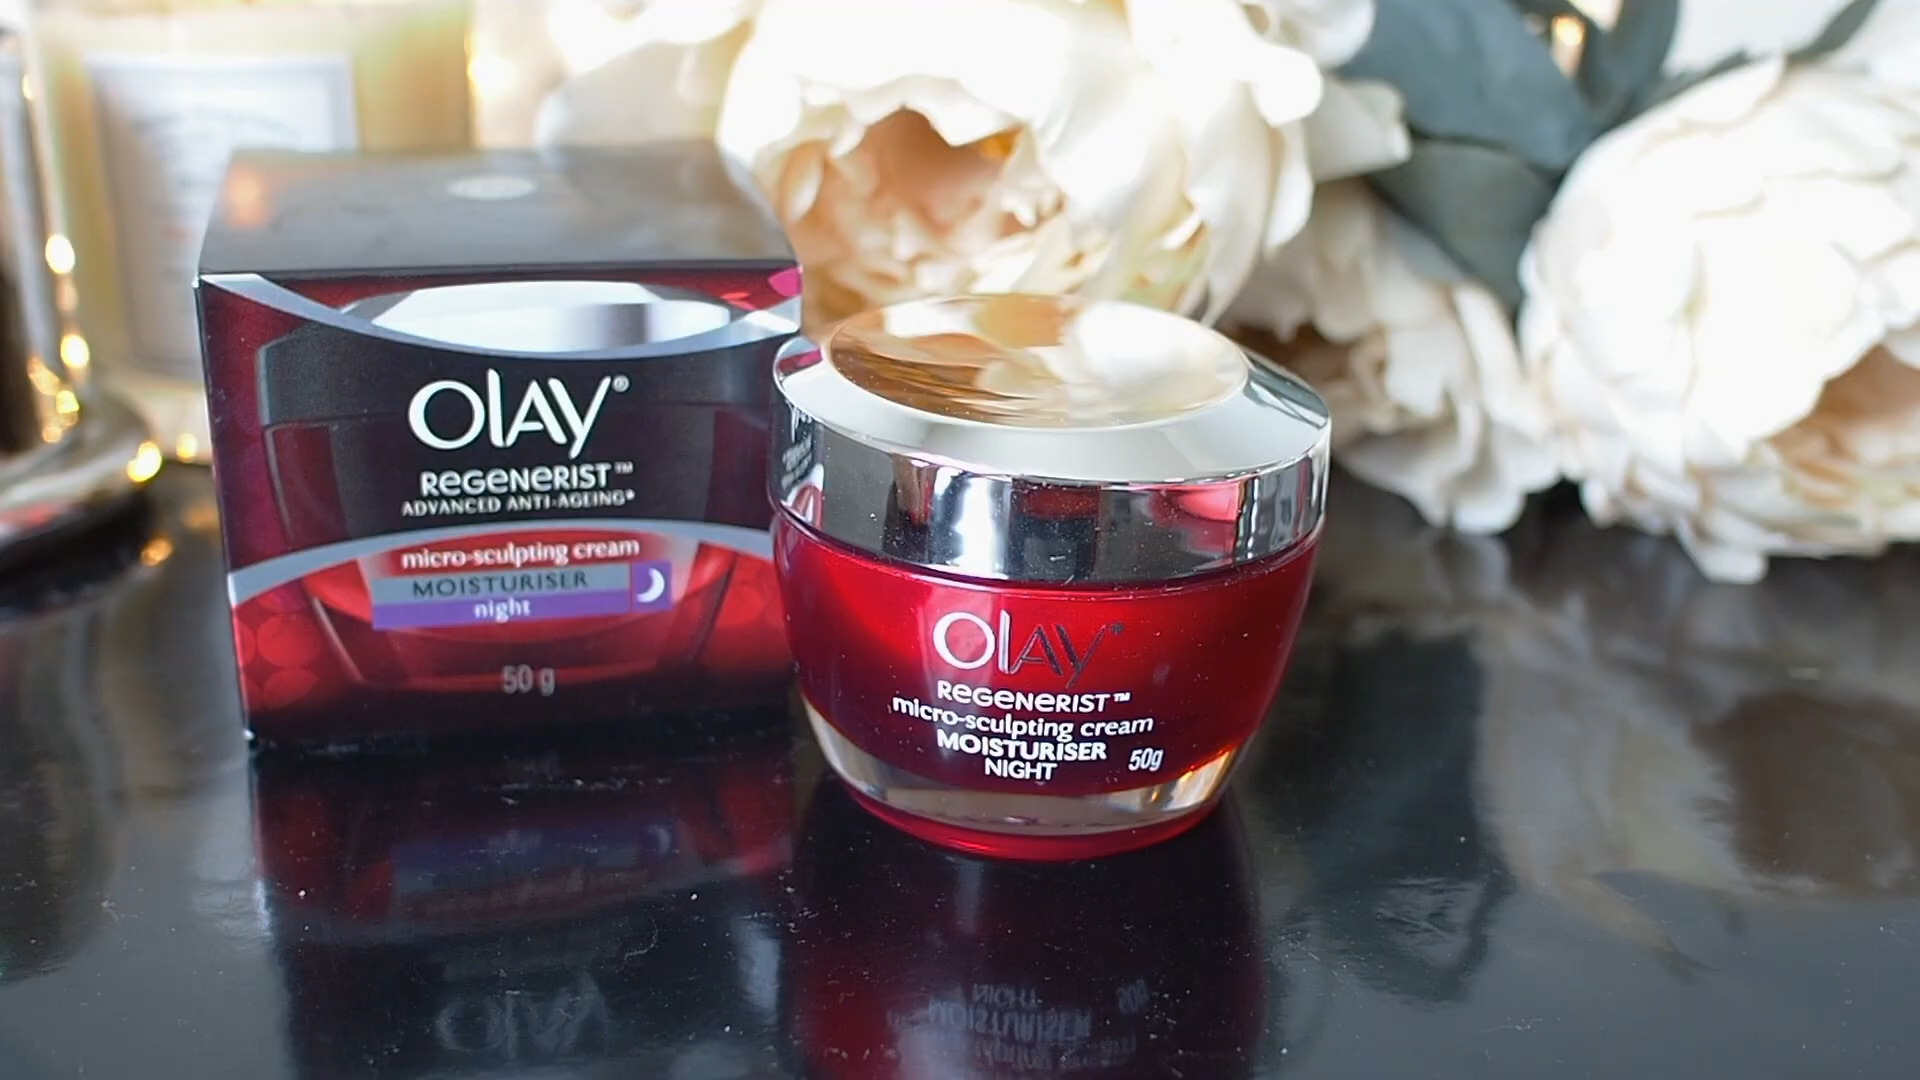 OLAY®
REGENERIST™
ADVANCED ANTI-AGEING*
micro-sculpting cream
MOISTURISER
night
50 g
OLAY®
REGENERIST™
micro-sculpting cream
MOISTURISER
NIGHT
50g